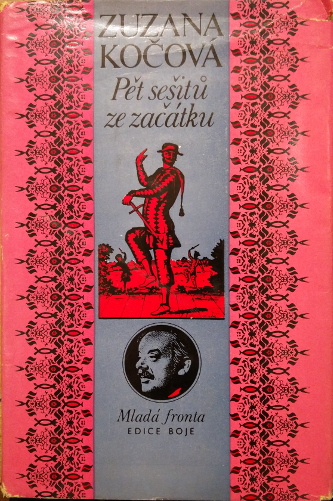 ZUZANA
KOČOVÁ
Pět sešitů
ze začátku
Mladá fronta
EDICE BOJE